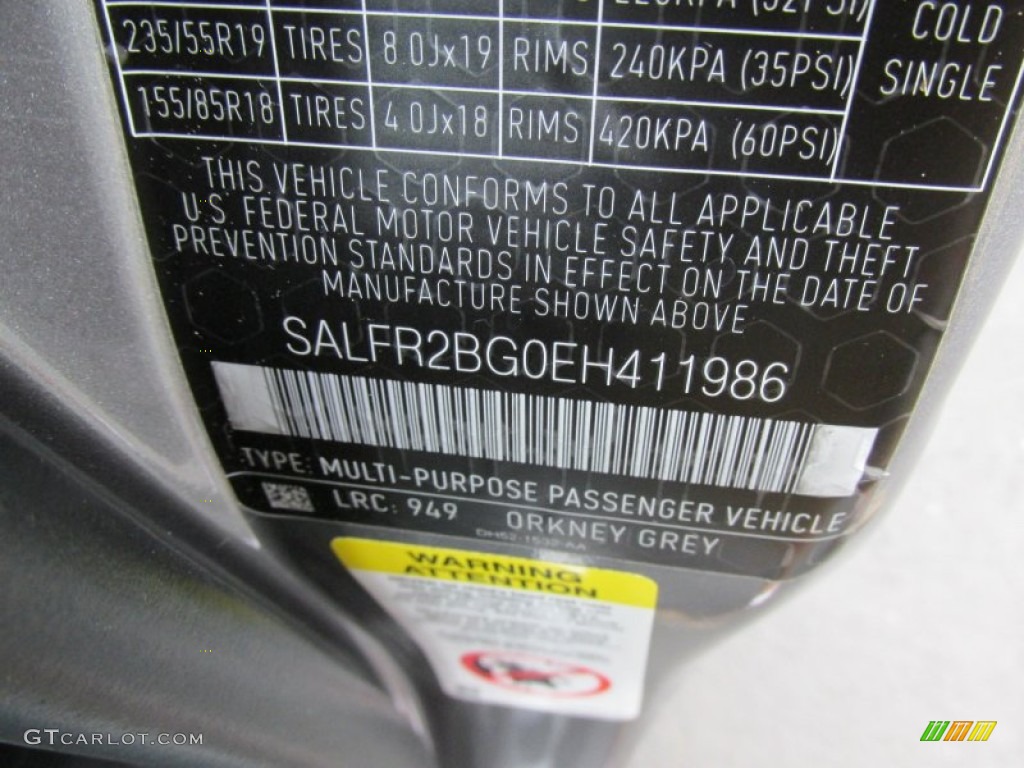 235/55R19 TIRES 8.0Jx19 RIMS 240KPA (35PSI)
155/85R18 TIRES 4.0Jx18 RIMS 420KPA (60PSI)
COLD
SINGLE
THIS VEHICLE CONFORMS TO ALL APPLICABLE
U.S. FEDERAL MOTOR VEHICLE SAFETY AND THEFT
PREVENTION STANDARDS IN EFFECT ON THE DATE OF
MANUFACTURE SHOWN ABOVE
SALFR2BG0EH411986
TYPE: MULTI-PURPOSE PASSENGER VEHICLE
LRC: 949 ORKNEY GREY
WARNING
ATTENTION
GTCARLOT.COM